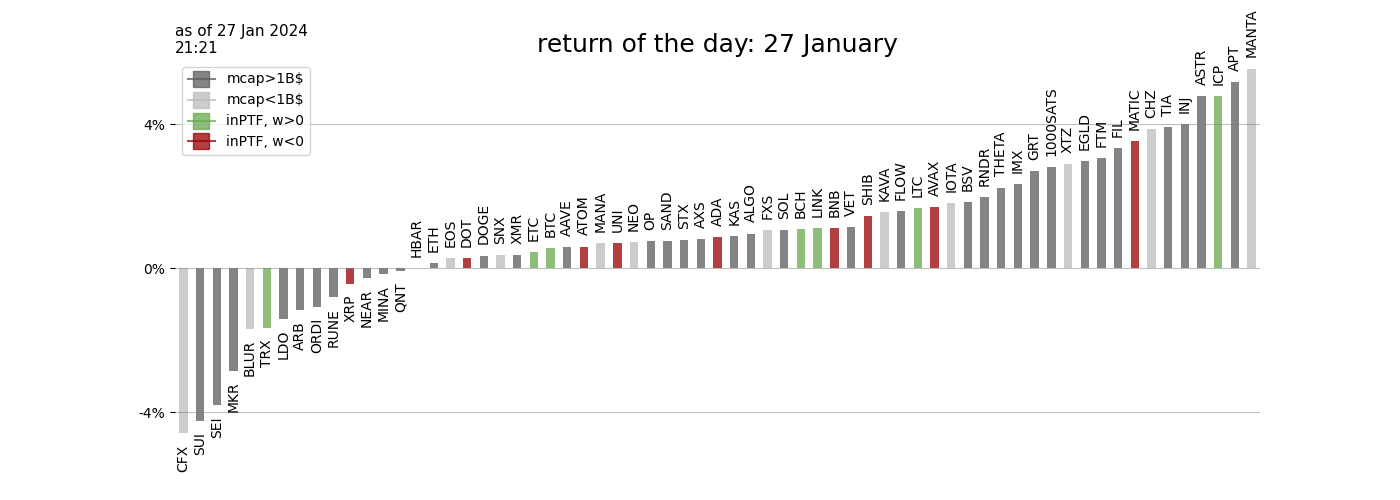 as of 27 Jan 2024
21:21
return of the day: 27 January
mcap>1B$
mcap<1B$
inPTF, w>0
inPTF, w<0
4%
0%
-4%
CFX
SUI
SEI
MKR
BLUR
TRX
LDO
ARB
ORDI
RUNE
XRP
NEAR
MINA
QNT
HBAR
ETH
EOS
DOT
DOGE
SNX
XMR
ETC
BTC
AAVE
ATOM
MANA
UNI
NEO
OP
SAND
STX
AXS
ADA
KAS
ALGO
FXS
SOL
BCH
LINK
BNB
VET
SHIB
KAVA
FLOW
LTC
AVAX
IOTA
BSV
RNDR
THETA
IMX
GRT
1000SATS
XTZ
EGLD
FTM
FIL
MATIC
CHZ
TIA
INJ
ASTR
ICP
APT
MANTA